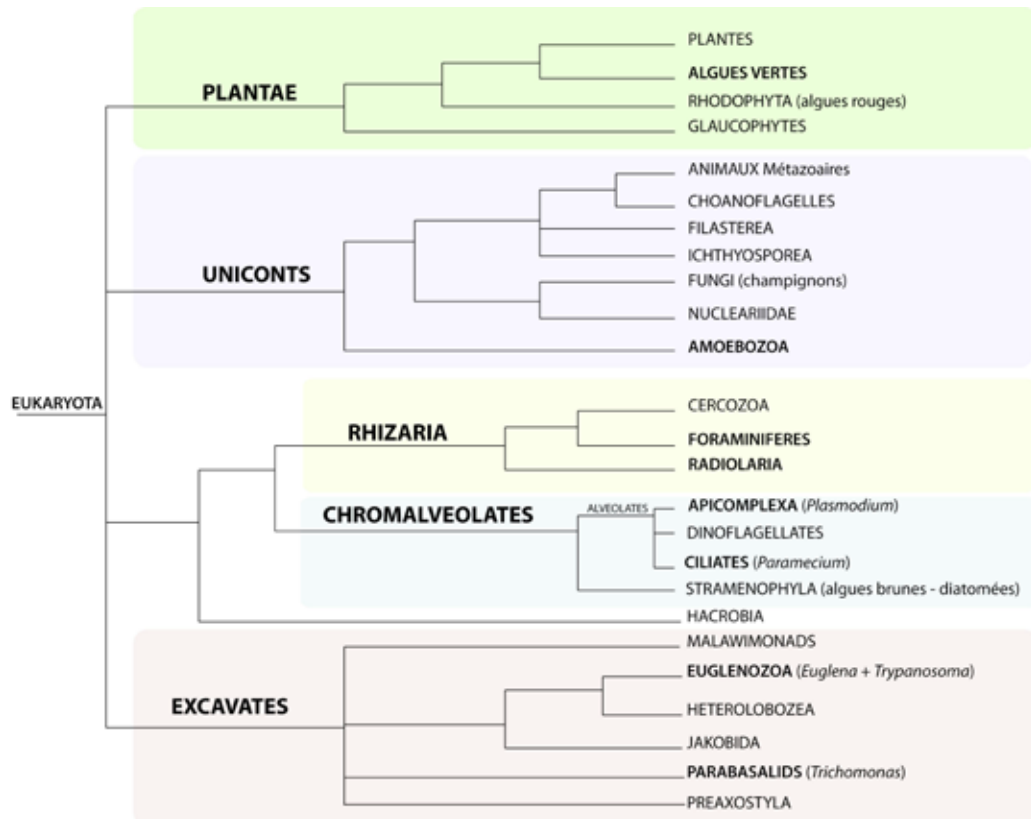 PLANTES
ALGUES VERTES
PLANTAE
RHODOPHYTA (algues rouges)
GLAUCOPHYTES
ANIMAUX Métazoaires
CHOANOFLAGELLES
FILASTEREA
ICHTHYOSPOREA
UNICONTS
FUNGI (champignons)
NUCLEARIIDAE
AMOEBOZOA
EUKARYOTA
CERCOZOA
RHIZARIA
FORAMINIFERES
RADIOLARIA
ALVEOLATES
APICOMPLEXA (Plasmodium)
CHROMALVEOLATES
DINOFLAGELLATES
CILIATES (Paramecium)
STRAMENOPHYLA (algues brunes - diatomées)
HACROBIA
MALAWIMONADS
EUGLENOZOA (Euglena + Trypanosoma)
EXCAVATES
HETEROLOBOZEA
JAKOBIDA
PARABASALIDS (Trichomonas)
PREAXOSTYLA